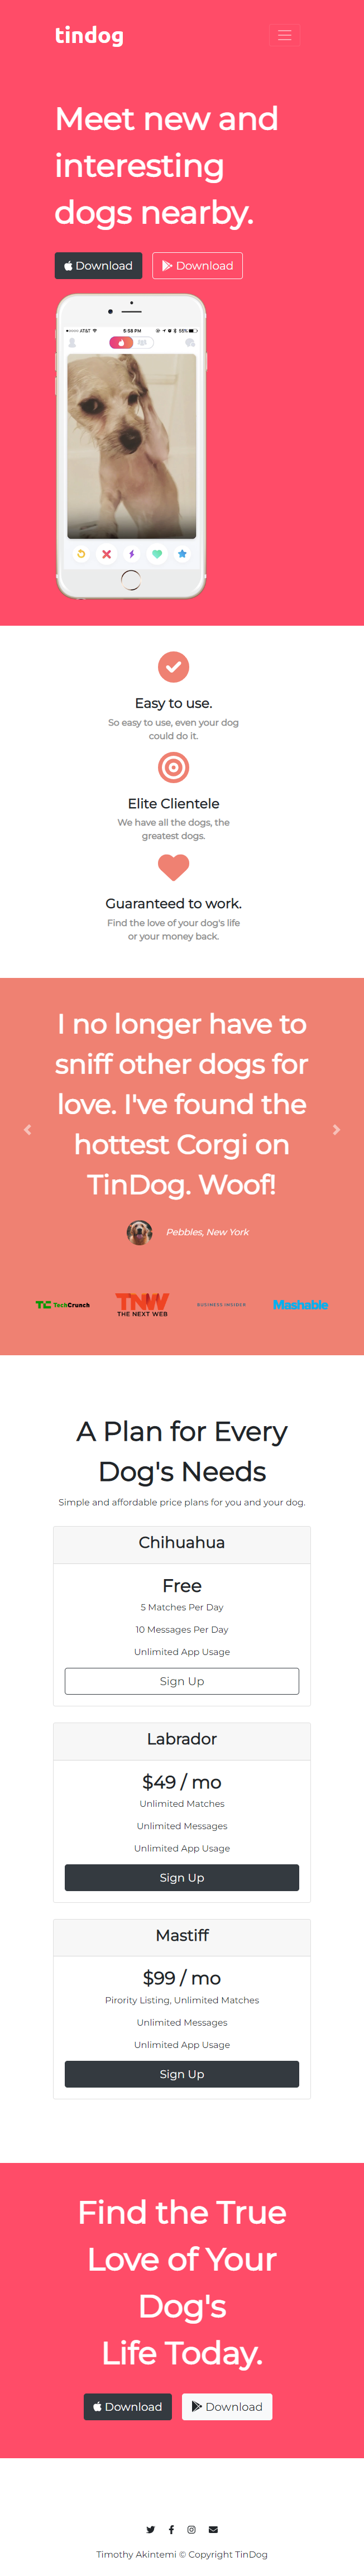 tindog
Meet new and
interesting
dogs nearby.
Download Download
AT&T 5:58 PM 55%
Easy to use.
So easy to use, even your dog
could do it.
Elite Clientele
We have all the dogs, the
greatest dogs.
Guaranteed to work.
Find the love of your dog's life
or your money back.
I no longer have to
sniff other dogs for
love. I've found the
hottest Corgi on
TinDog. Woof!
Pebbles, New York
TC TechCrunch TNW THE NEXT WEB BUSINESS INSIDER Mashable
A Plan for Every
Dog's Needs
Simple and affordable price plans for you and your dog.
Chihuahua
Free
5 Matches Per Day
10 Messages Per Day
Unlimited App Usage
Sign Up
Labrador
$49 / mo
Unlimited Matches
Unlimited Messages
Unlimited App Usage
Sign Up
Mastiff
$99 / mo
Pirority Listing, Unlimited Matches
Unlimited Messages
Unlimited App Usage
Sign Up
Find the True
Love of Your
Dog's
Life Today.
Download Download
Timothy Akintemi © Copyright TinDog